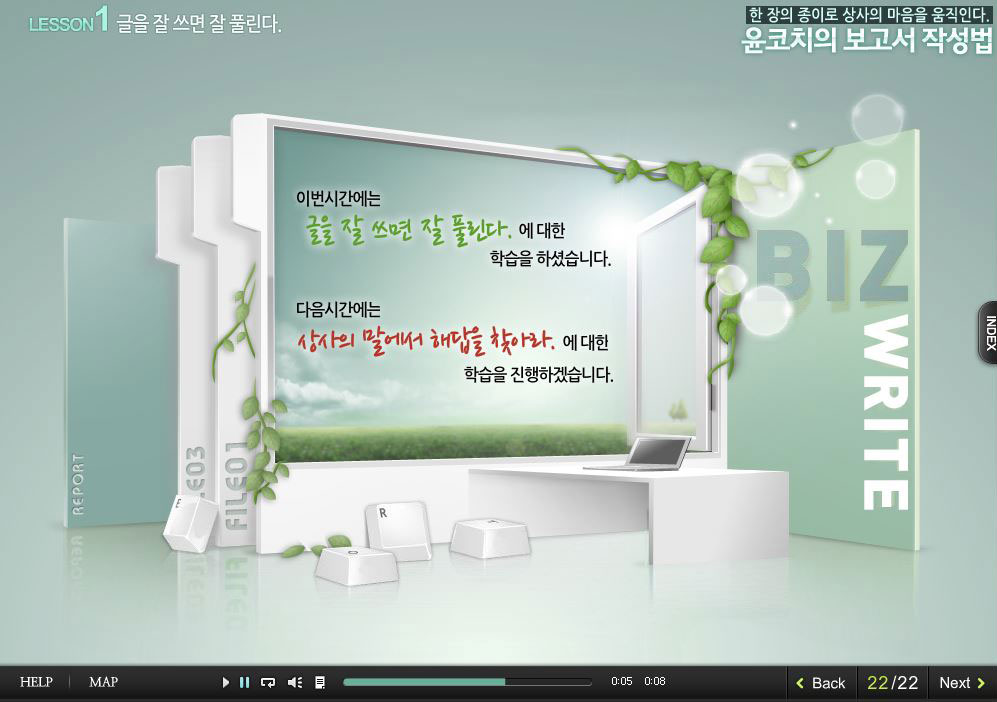 LESSON1 글을 잘 쓰면 잘 풀린다.
한 장의 종이로 상사의 마음을 움직인다.
윤코치의 보고서 작성법
이번시간에는
글을 잘 쓰면 잘 풀린다. 에 대한
학습을 하셨습니다.
다음시간에는
상사의 말에서 해답을 찾아라. 에 대한
학습을 진행하겠습니다.
BIZ
WRITE
INDEX
REPORT
FILE01
E
R
O
HELP
MAP
0:05 0:08
Back
22/22
Next